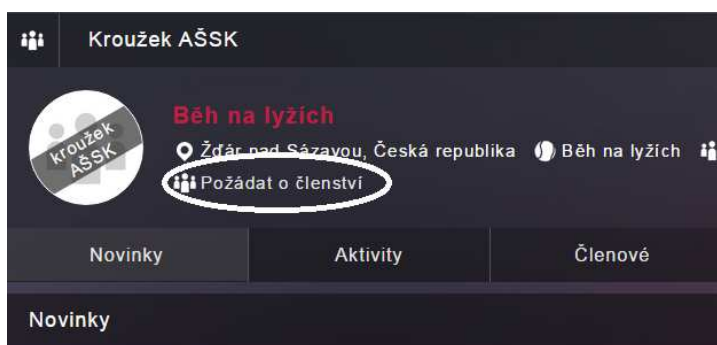 Kroužek AŠSK
kroužek
AŠSK
Běh na lyžích
Žďár nad Sázavou, Česká republika Běh na lyžích
Požádat o členství
Novinky Aktivity Členové
Novinky